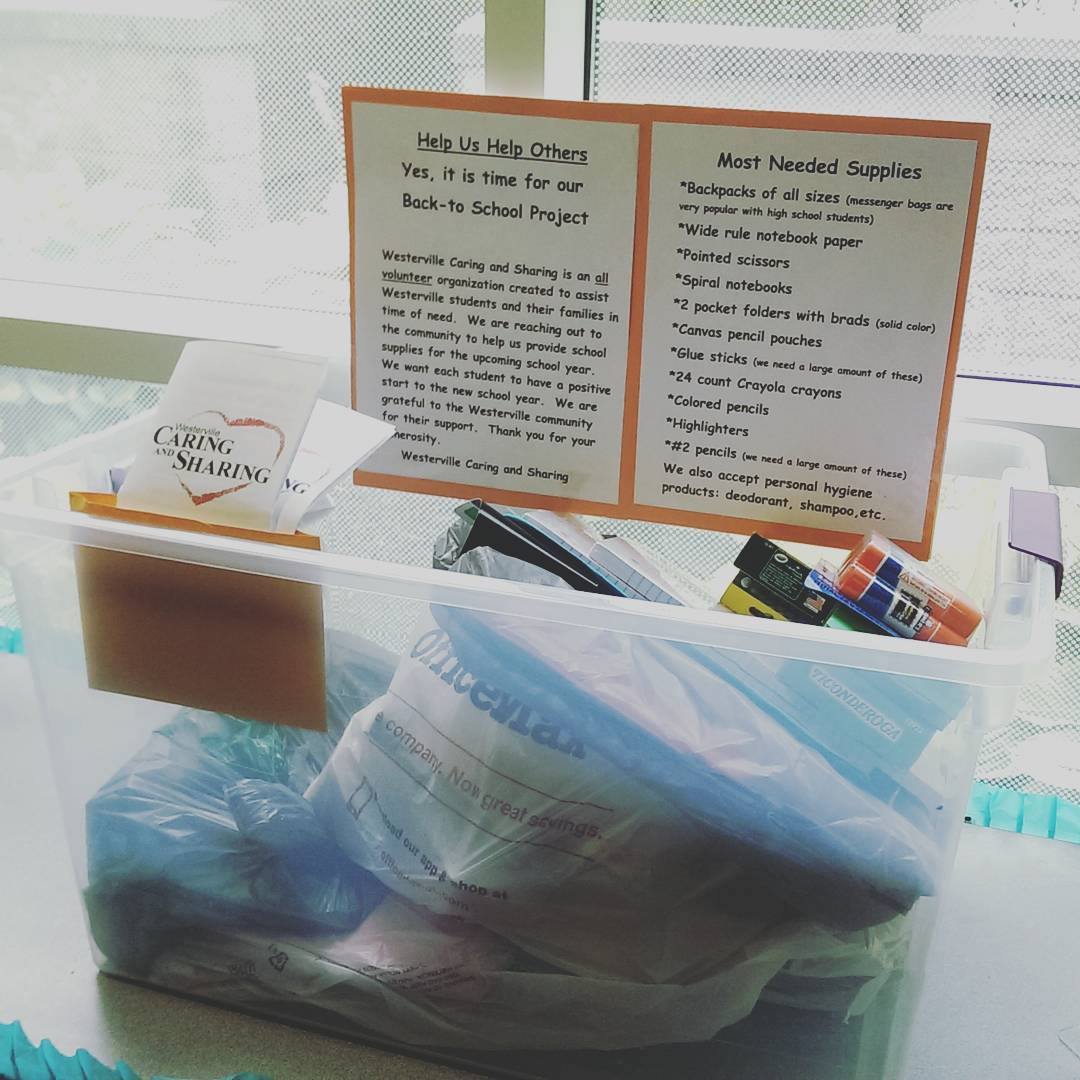 Help Us Help Others
Yes, it is time for our
Back-to School Project
Westerville Caring and Sharing is an all
volunteer organization created to assist
Westerville students and their families in
time of need. We are reaching out to
the community to help us provide school
supplies for the upcoming school year.
We want each student to have a positive
start to the new school year. We are
grateful to the Westerville community
for their support. Thank you for your
nerosity.
Westerville Caring and Sharing
Most Needed Supplies
*Backpacks of all sizes (messenger bags are
very popular with high school students)
*Wide rule notebook paper
*Pointed scissors
*Spiral notebooks
*2 pocket folders with brads (solid color)
*Canvas pencil pouches
*Glue sticks (we need a large amount of these)
*24 count Crayola crayons
*Colored pencils
*Highlighters
*#2 pencils (we need a large amount of these)
We also accept personal hygiene
products: deodorant, shampoo,etc.
Westerville
CARING
AND SHARING
NG
OfficeMax
company. Now great savings.
our app & shop at
TICONDEROGA